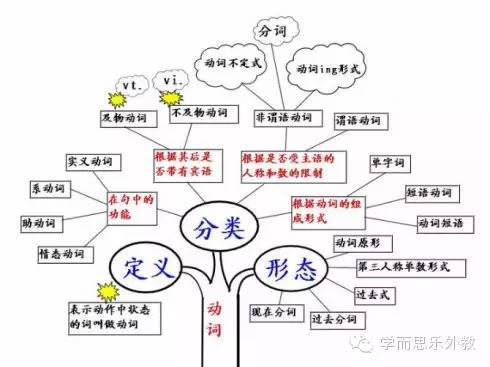 分词
动词不定式
动词ing形式
vt.
vi.
及物动词
不及物动词
非谓语动词
谓语动词
实义动词
根据其后是
否带有宾语
根据是否受主语的
人称和数的限制
单字词
系动词
在句中的
功能
根据动词的组
成形式
短语动词
助动词
分类
动词短语
情态动词
定义
形态
动词原形
第三人称单数形式
过去式
表示动作中状态
的词叫做动词
动
词
现在分词
过去分词
学而思乐外教